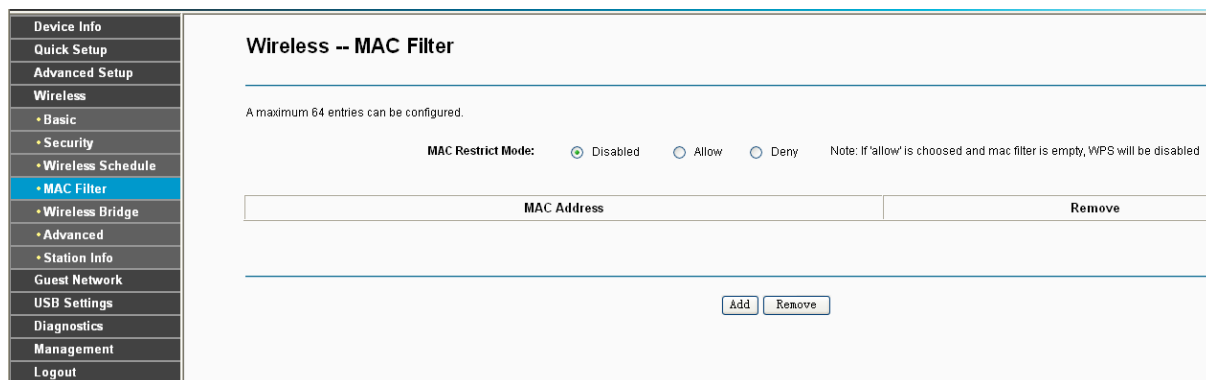 Device Info
Quick Setup
Advanced Setup
Wireless
• Basic
• Security
• Wireless Schedule
• MAC Filter
• Wireless Bridge
• Advanced
• Station Info
Guest Network
USB Settings
Diagnostics
Management
Logout
Wireless -- MAC Filter
A maximum 64 entries can be configured.
MAC Restrict Mode: Disabled Allow Deny Note: If 'allow' is choosed and mac filter is empty, WPS will be disabled
MAC Address Remove
Add Remove